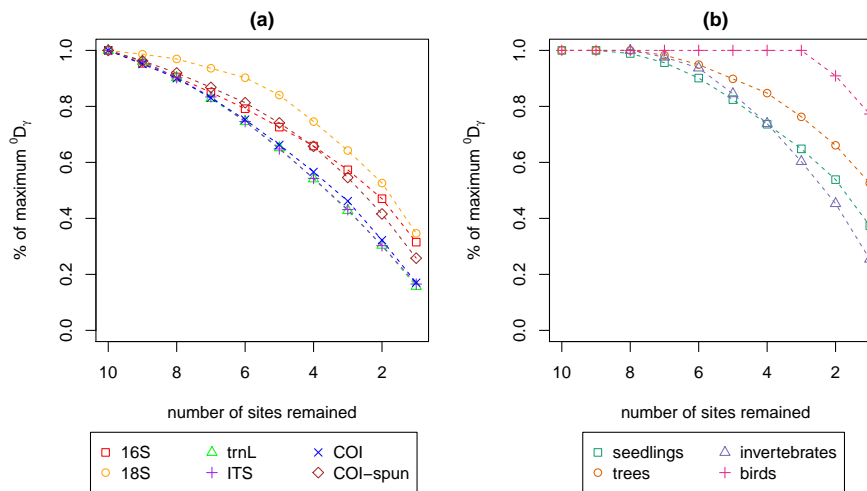 (a)
% of maximum ⁰Dγ
1.0
0.8
0.6
0.4
0.2
0.0
10 8 6 4 2
number of sites remained
16S trnL COI
18S ITS COI−spun
(b)
% of maximum ⁰Dγ
1.0
0.8
0.6
0.4
0.2
0.0
10 8 6 4 2
number of sites remained
seedlings invertebrates
trees birds